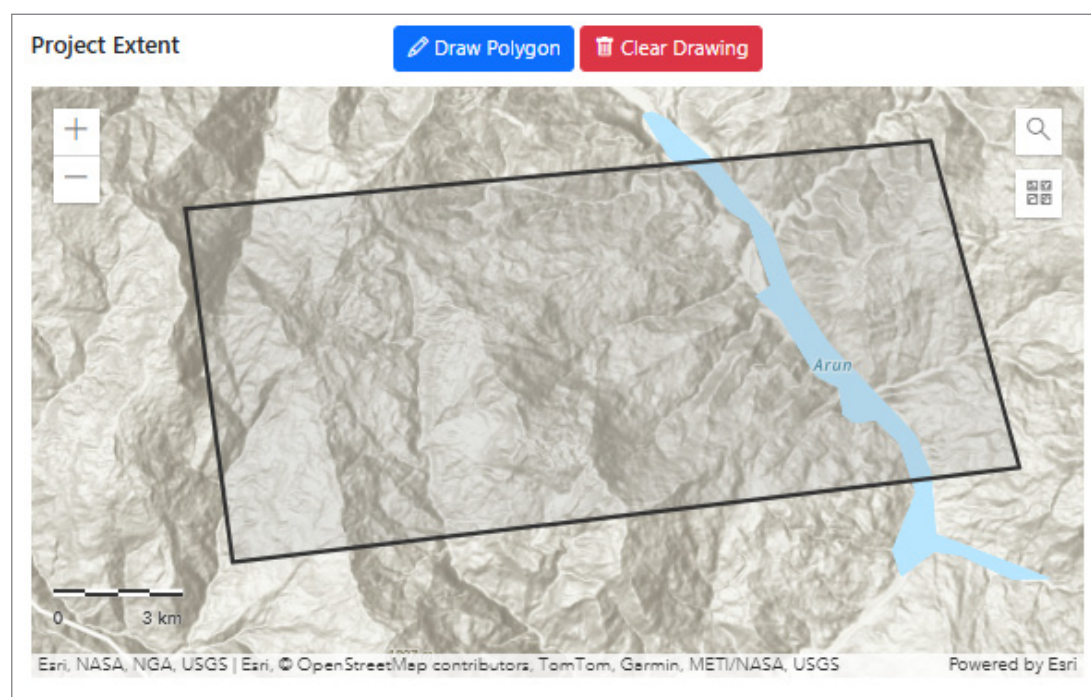 Project Extent
Draw Polygon
Clear Drawing
Arun
0 3 km
Esri, NASA, NGA, USGS | Esri, © OpenStreetMap contributors, TomTom, Garmin, METI/NASA, USGS
Powered by Esri